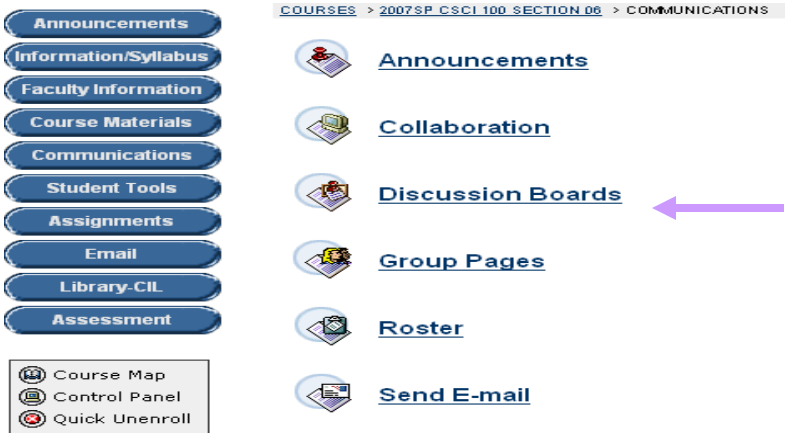 COURSES > 2007SP CSCI 100 SECTION 06 > COMMUNICATIONS
Announcements
Information/Syllabus
Faculty Information
Course Materials
Communications
Student Tools
Assignments
Email
Library-CIL
Assessment
Course Map
Control Panel
Quick Unenroll
Announcements
Collaboration
Discussion Boards
Group Pages
Roster
Send E-mail